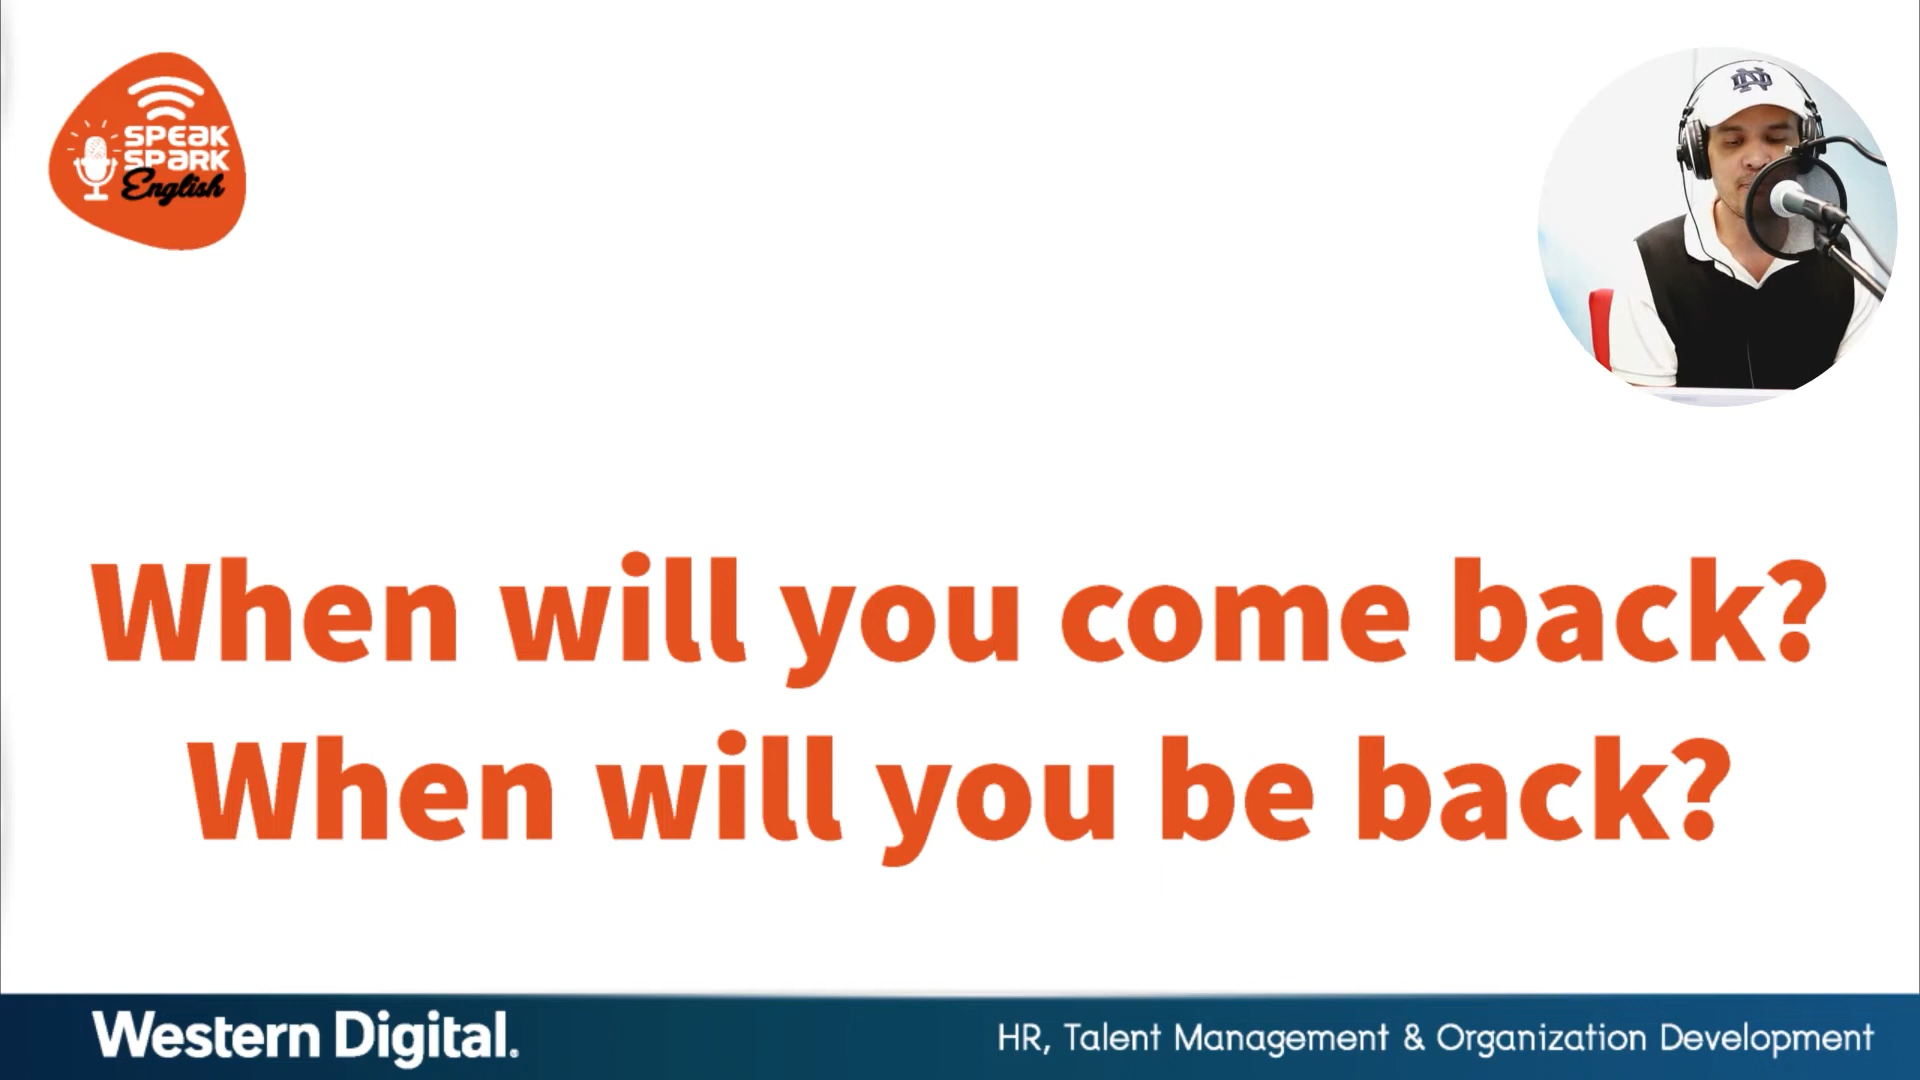 SPEAK
SPARK
English
ND
When will you come back?
When will you be back?
Western Digital.
HR, Talent Management & Organization Development